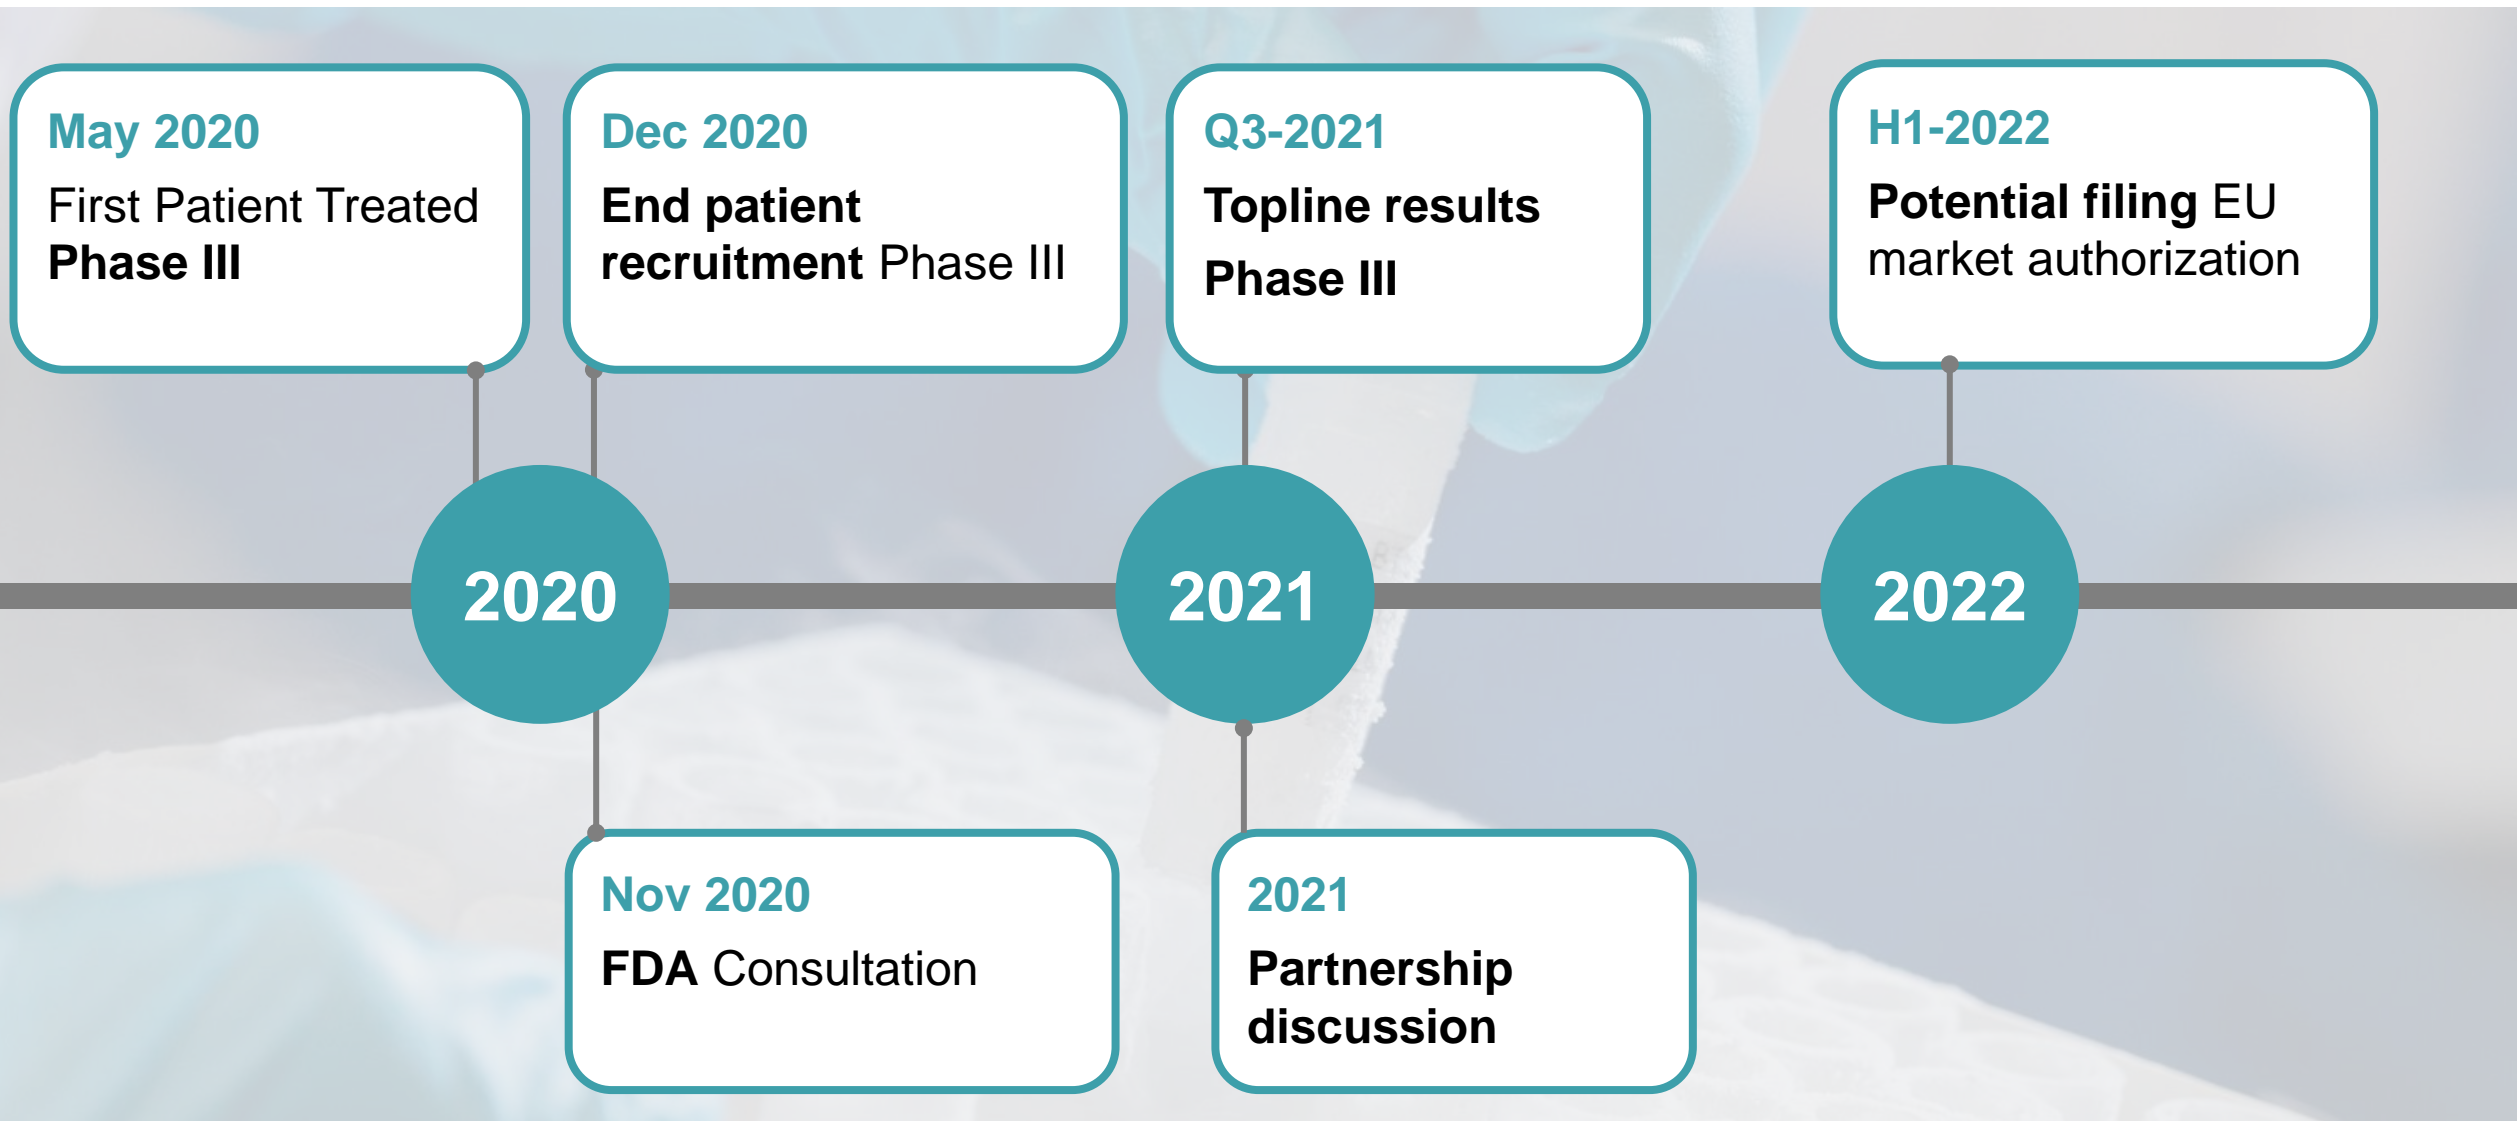 May 2020
First Patient Treated
Phase III
Dec 2020
End patient
recruitment Phase III
Q3-2021
Topline results
Phase III
H1-2022
Potential filing EU
market authorization
2020
2021
2022
Nov 2020
FDA Consultation
2021
Partnership
discussion